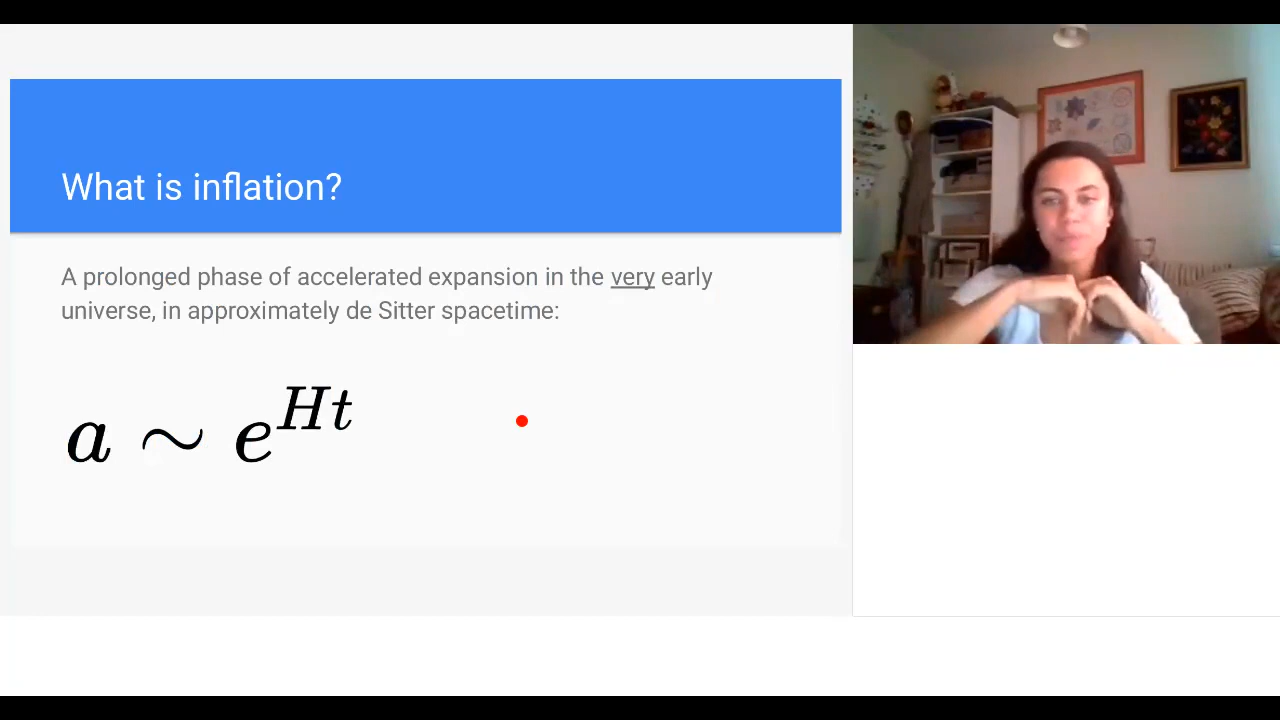 What is inflation?
A prolonged phase of accelerated expansion in the very early
universe, in approximately de Sitter spacetime:
a ∼ e^{Ht}